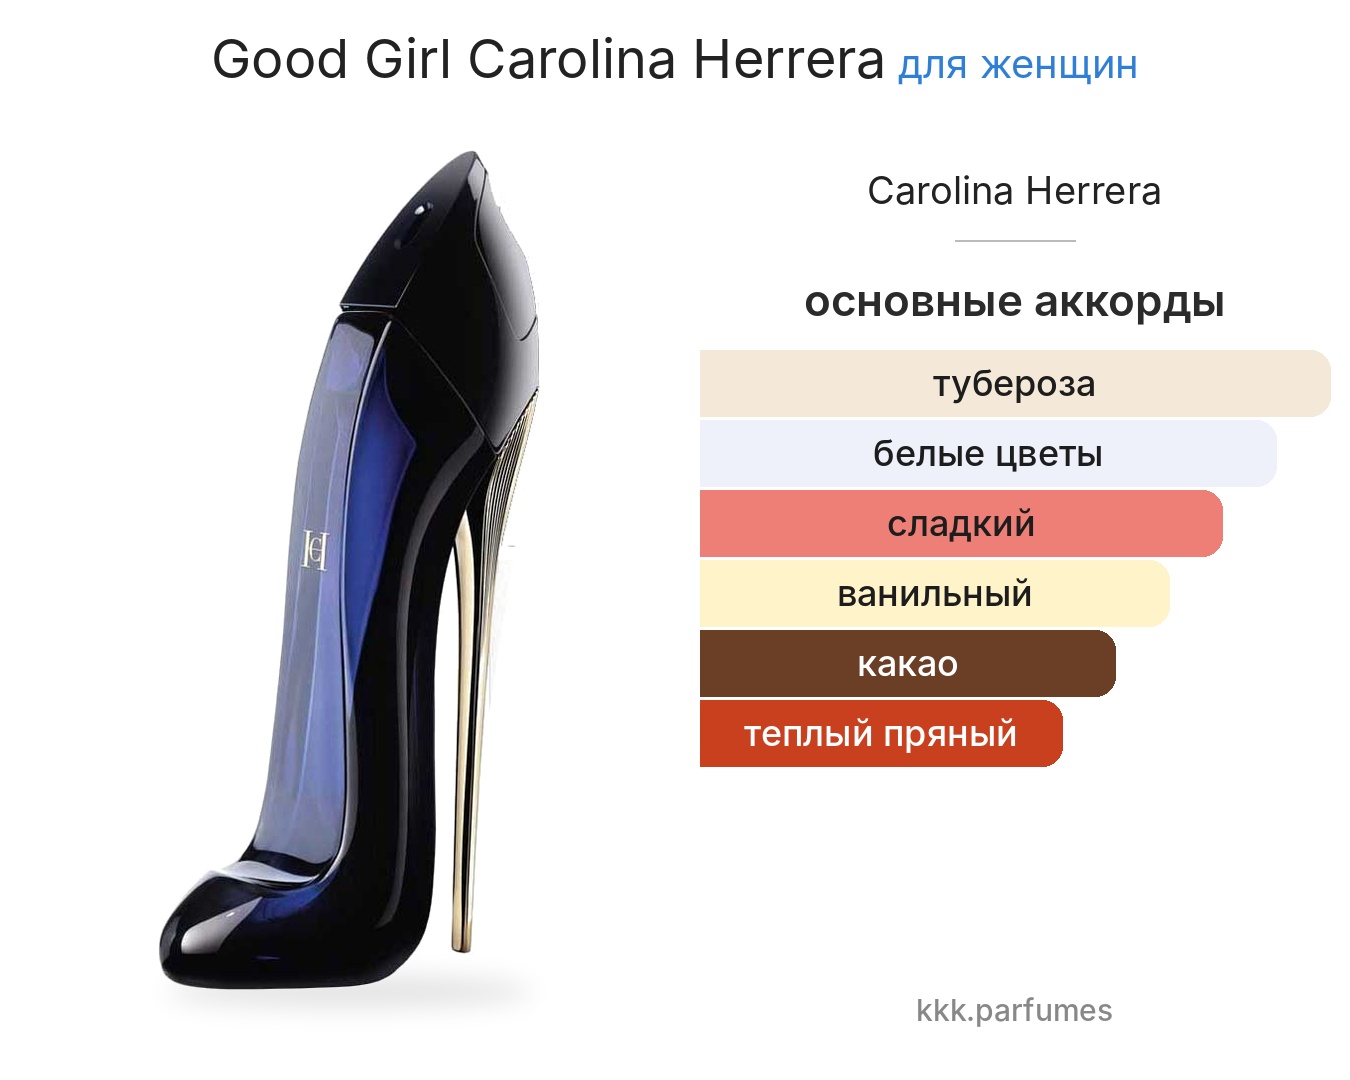 Good Girl Carolina Herrera для женщин
Carolina Herrera
основные аккорды
тубероза
белые цветы
сладкий
ванильный
какао
теплый пряный
CH
kkk.parfumes